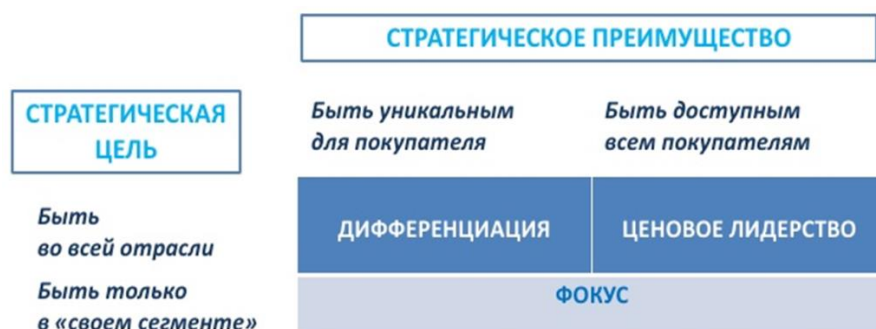 СТРАТЕГИЧЕСКОЕ ПРЕИМУЩЕСТВО
СТРАТЕГИЧЕСКАЯ
ЦЕЛЬ
Быть уникальным
для покупателя
Быть доступным
всем покупателям
Быть
во всей отрасли
ДИФФЕРЕНЦИАЦИЯ
ЦЕНОВОЕ ЛИДЕРСТВО
Быть только
в «своем сегменте»
ФОКУС